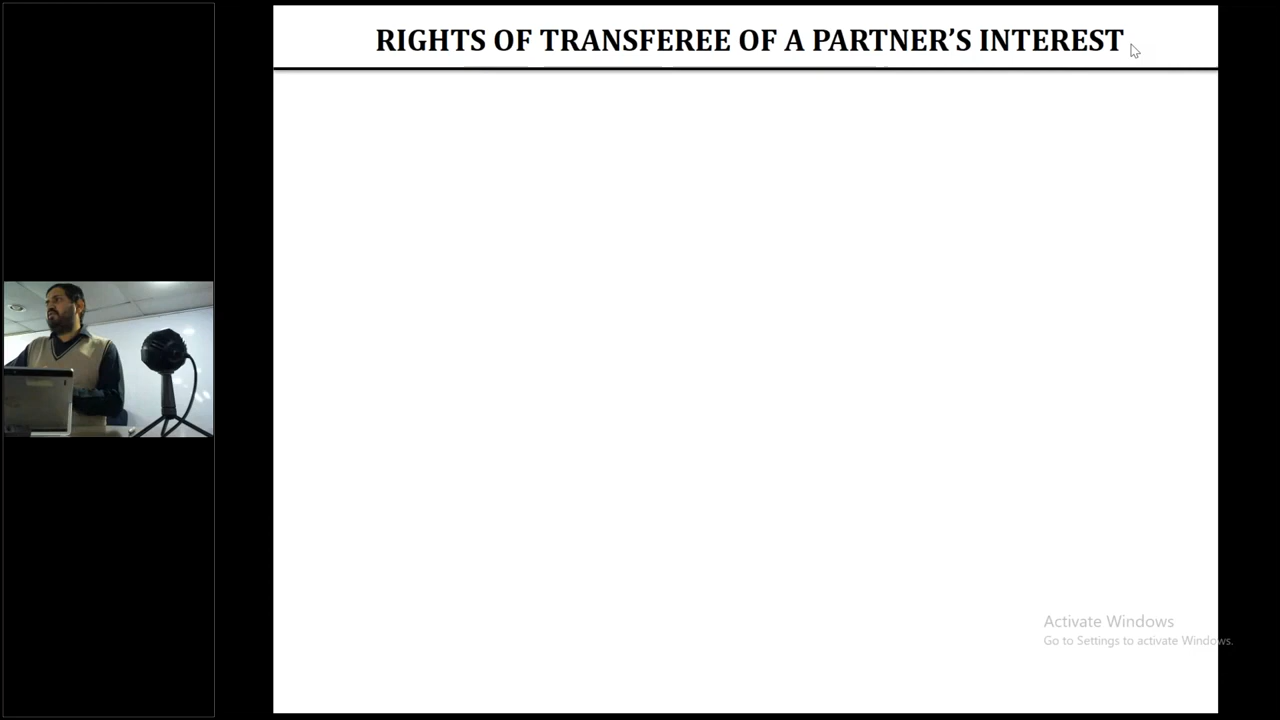 RIGHTS OF TRANSFEREE OF A PARTNER’S INTEREST
Activate Windows
Go to Settings to activate Windows.